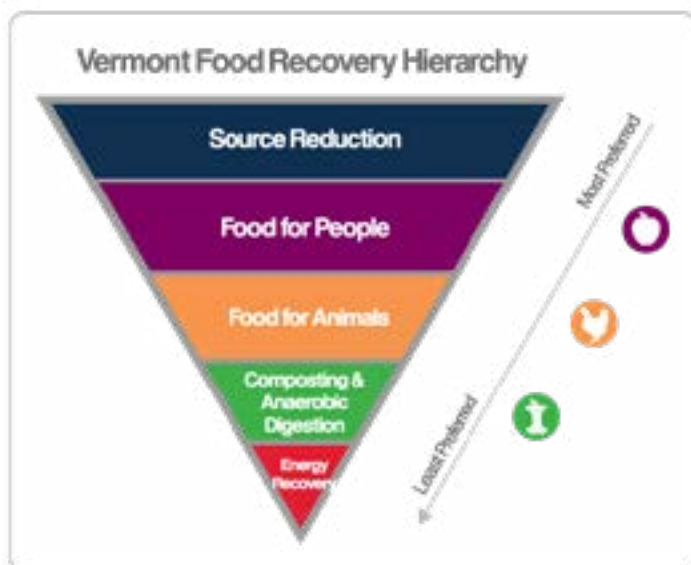 Vermont Food Recovery Hierarchy
Source Reduction
Most Preferred
Food for People
Food for Animals
Composting &
Anaerobic
Digestion
Least Preferred
Energy
Recovery